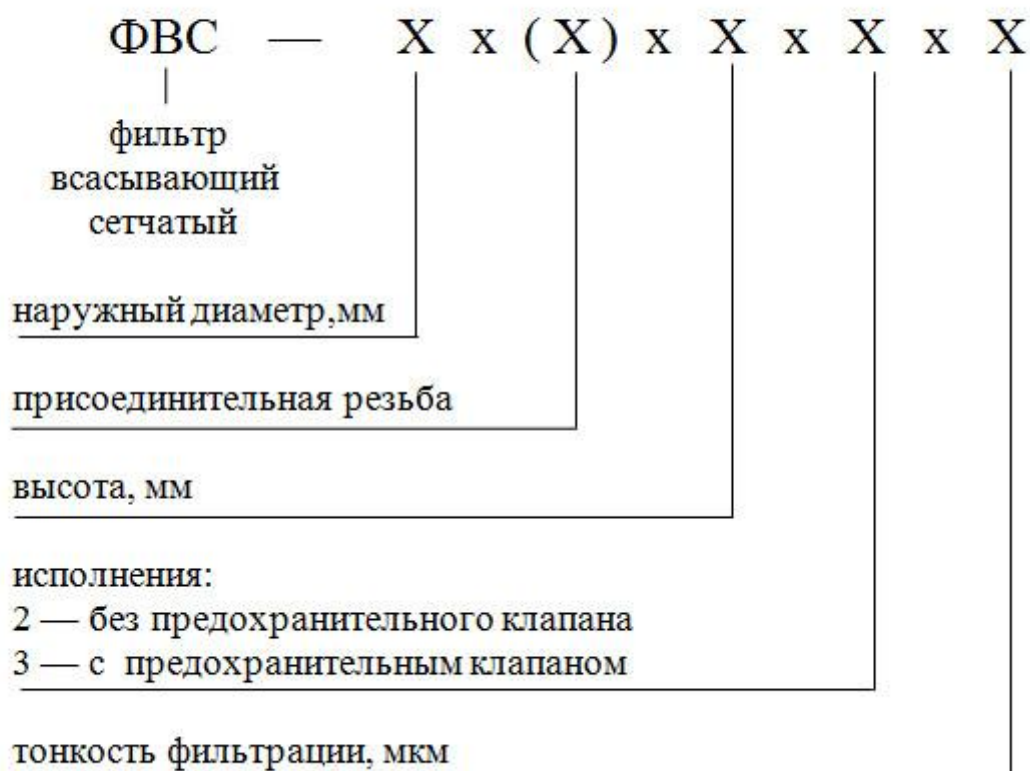 ФВС — Х х (Х) х Х х Х х Х
фильтр
всасывающий
сетчатый
наружный диаметр,мм
присоединительная резьба
высота, мм
исполнения:
2 — без предохранительного клапана
3 — с предохранительным клапаном
тонкость фильтрации, мкм